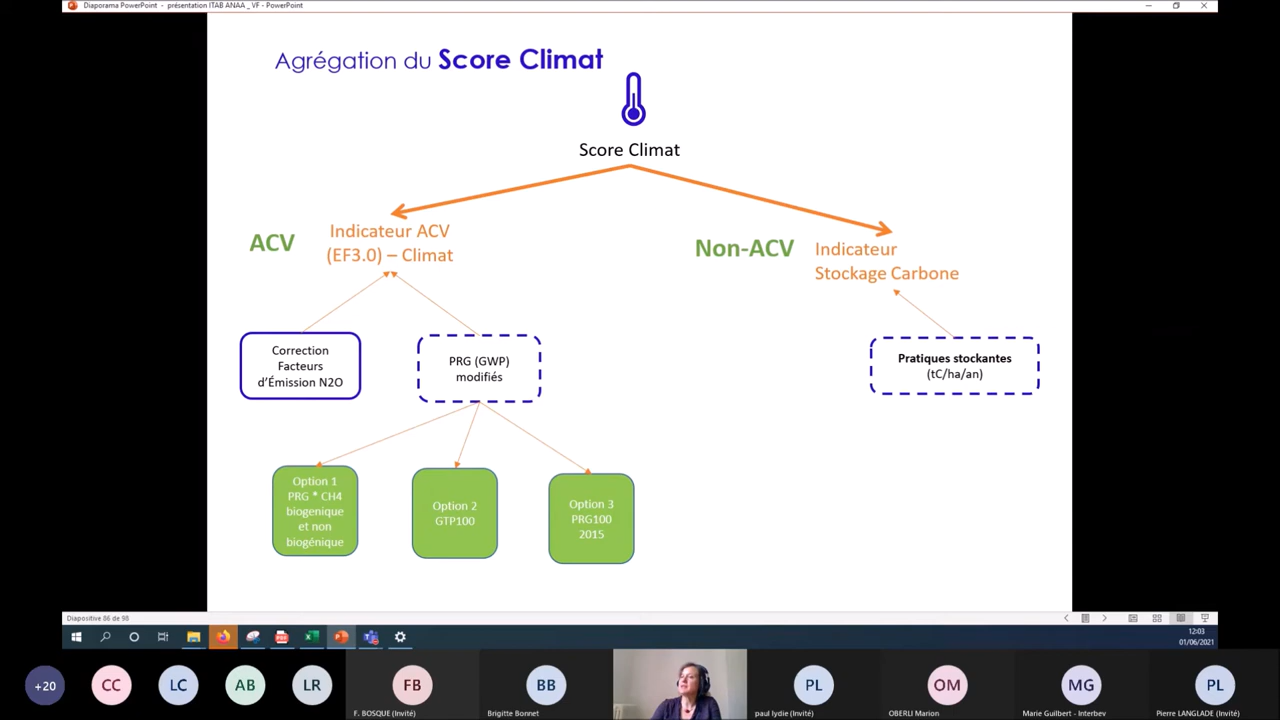 Diaporama PowerPoint - présentation ITAB ANAA _ VF - PowerPoint
Agrégation du Score Climat
Score Climat
ACV
Indicateur ACV
(EF3.0) – Climat
Non-ACV
Indicateur
Stockage Carbone
Correction
Facteurs
d'Émission N2O
PRG (GWP)
modifiés
Pratiques stockantes
(tC/ha/an)
Option 1
PRG * CH4
biogenique
et non
biogénique
Option 2
GTP100
Option 3
PRG100
2015
Diapositive 86 de 98
12:03
01/06/2021
+20
CC
LC
AB
LR
FB
F. BOSQUE (Invité)
BB
Brigitte Bonnet
PL
paul lydie (Invité)
OM
OBERLI Marion
MG
Marie Guilbert - Interbev
PL
Pierre LANGLADE (Invité)